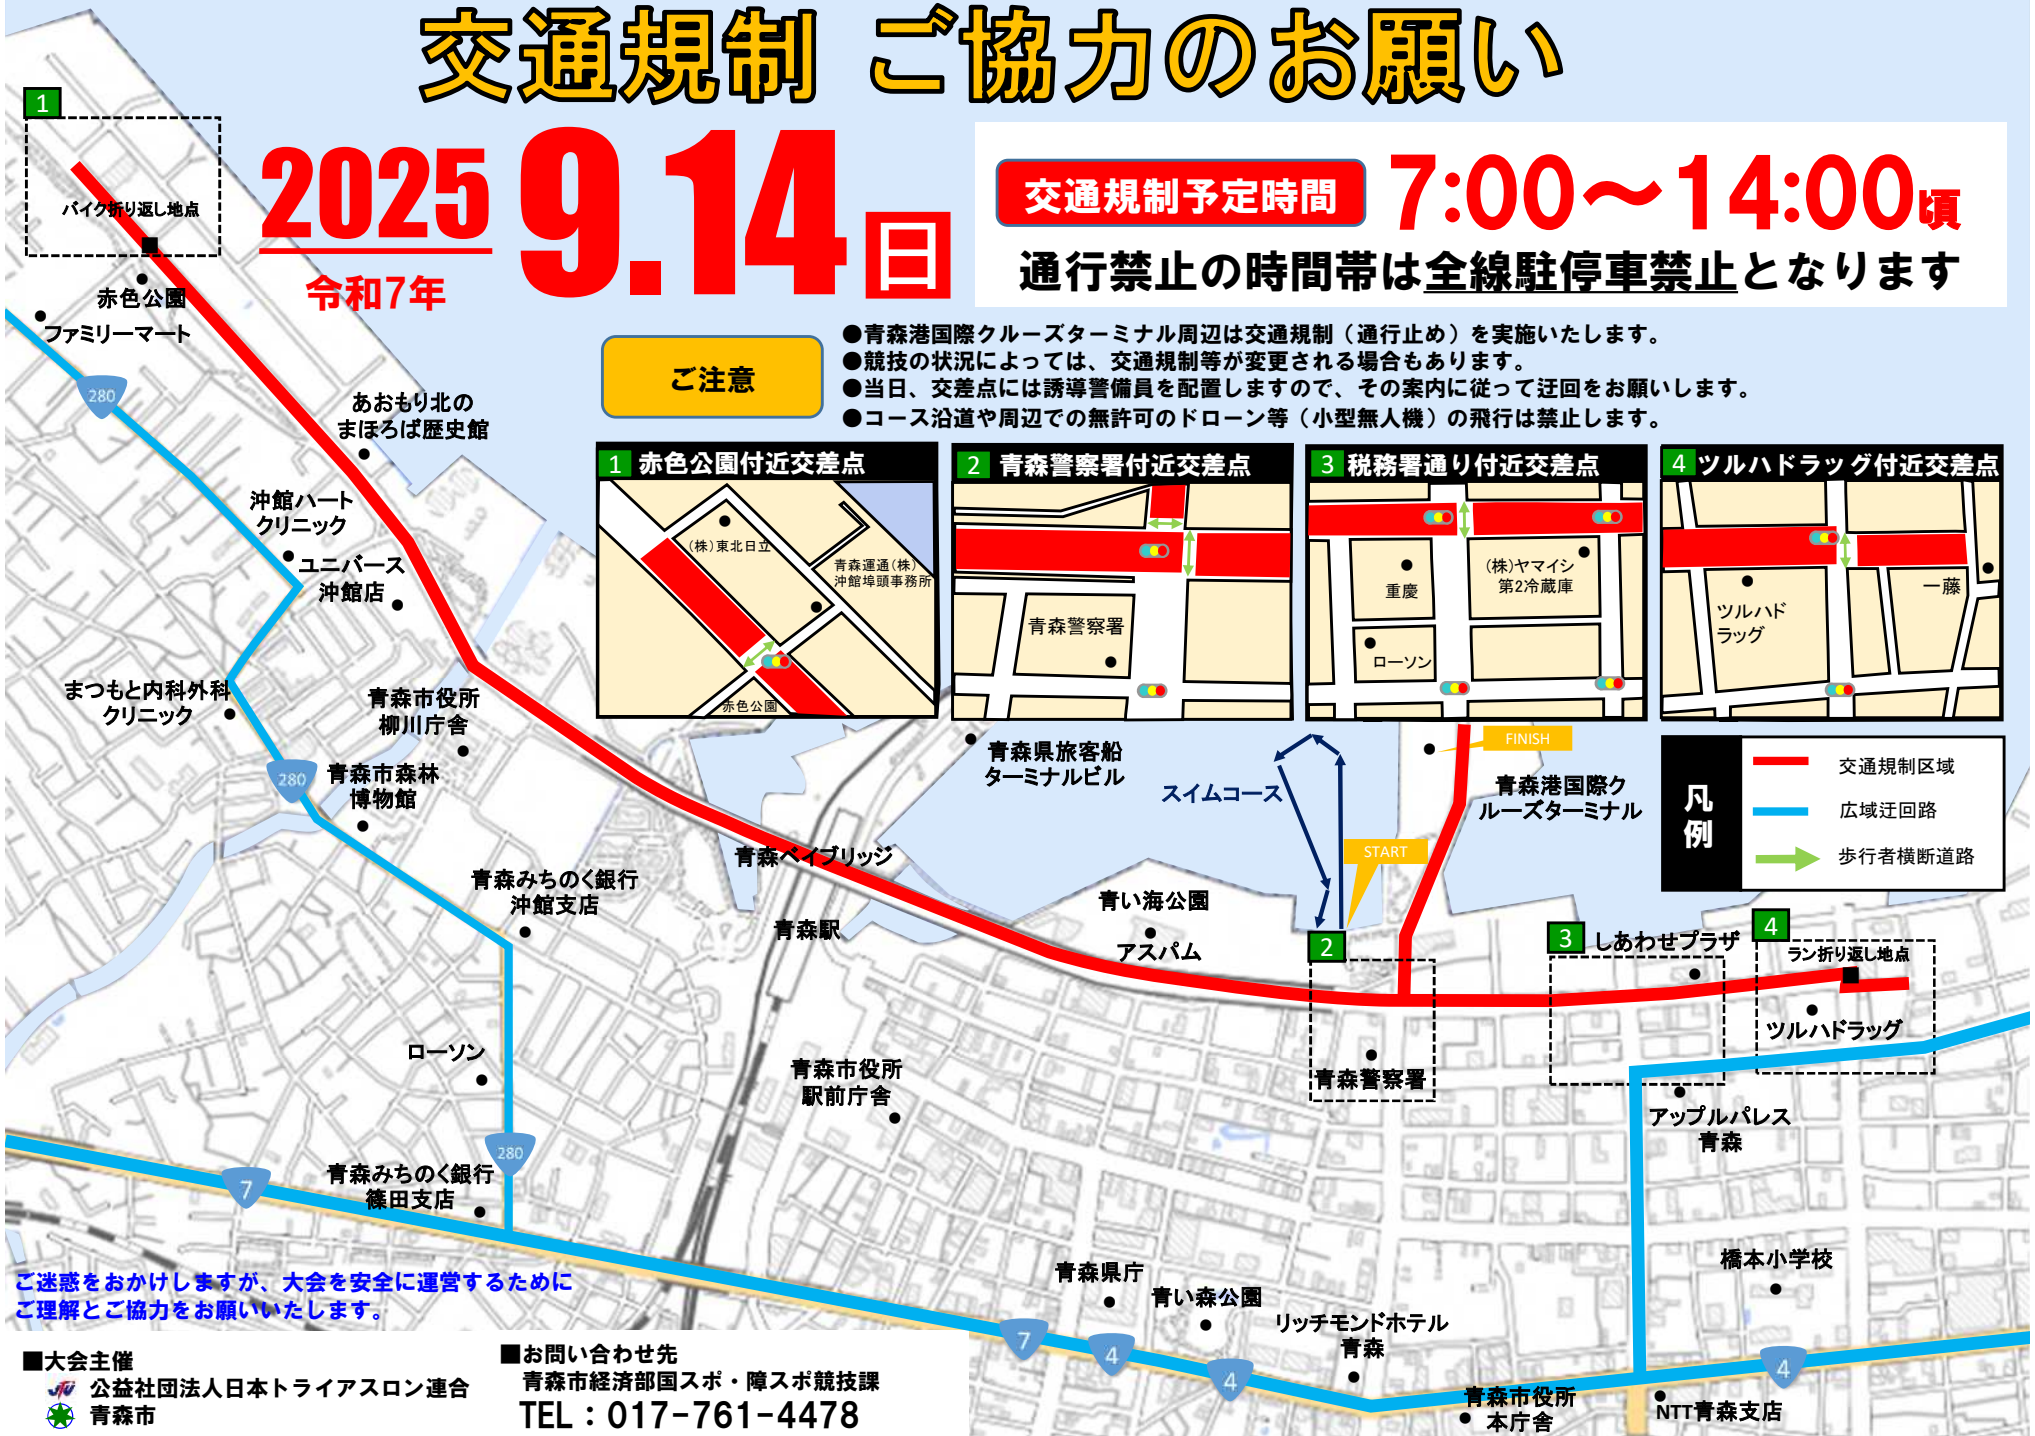 交通規制 ご協力のお願い
2025
令和7年
9.14 日
交通規制予定時間 7:00～14:00頃
通行禁止の時間帯は全線駐停車禁止となります
ご注意
●青森港国際クルーズターミナル周辺は交通規制（通行止め）を実施いたします。
●競技の状況によっては、交通規制等が変更される場合もあります。
●当日、交差点には誘導警備員を配置しますので、その案内に従って迂回をお願いします。
●コース沿道や周辺での無許可のドローン等（小型無人機）の飛行は禁止します。
1
バイク折り返し地点
赤色公園
ファミリーマート
280
あおもり北の
まほろば歴史館
沖館ハート
クリニック
ユニバース
沖館店
まつもと内科外科
クリニック
青森市役所
柳川庁舎
280
青森市森林
博物館
青森みちのく銀行
沖館支店
ローソン
280
7
青森みちのく銀行
篠田支店
1 赤色公園付近交差点
(株)東北日立
青森運通(株)
沖館埠頭事務所
赤色公園
2 青森警察署付近交差点
青森警察署
3 税務署通り付近交差点
重慶
(株)ヤマイシ
第2冷蔵庫
ローソン
4 ツルハドラッグ付近交差点
ツルハド
ラッグ
一藤
凡
例
交通規制区域
広域迂回路
歩行者横断道路
青森県旅客船
ターミナルビル
スイムコース
FINISH
青森港国際ク
ルーズターミナル
START
青森ベイブリッジ
青森駅
青い海公園
アスパム
2
青森警察署
3
しあわせプラザ
4
ラン折り返し地点
ツルハドラッグ
アップルパレス
青森
青森市役所
駅前庁舎
橋本小学校
青森県庁
青い森公園
リッチモンドホテル
青森
7
4
4
4
青森市役所
本庁舎
NTT青森支店
ご迷惑をおかけしますが、大会を安全に運営するために
ご理解とご協力をお願いいたします。
■大会主催
JTU
公益社団法人日本トライアスロン連合
青森市
■お問い合わせ先
青森市経済部国スポ・障スポ競技課
TEL：017-761-4478